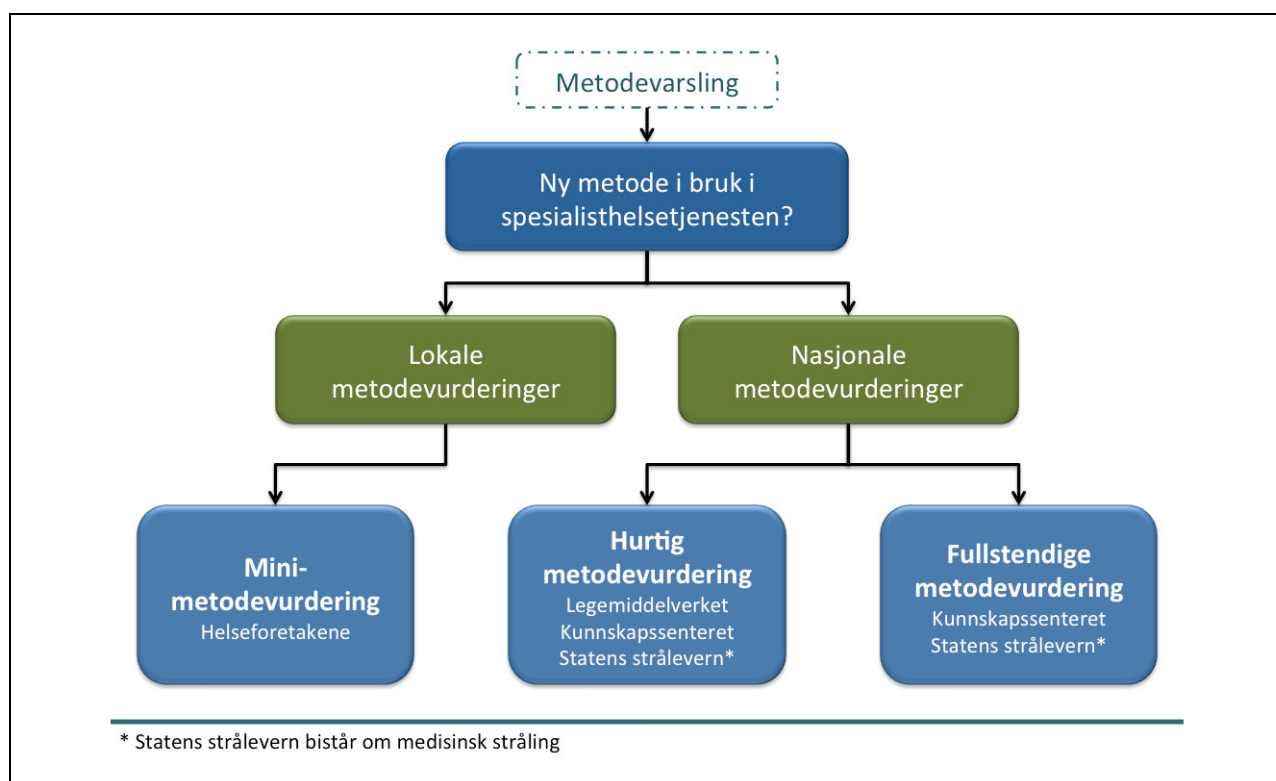 Metodevarsling
Ny metode i bruk i
spesialisthelsetjenesten?
Lokale
metodevurderinger
Nasjonale
metodevurderinger
Mini-
metodevurdering
Helseforetakene
Hurtig
metodevurdering
Legemiddelverket
Kunnskapssenteret
Statens strålevern*
Fullstendige
metodevurdering
Kunnskapssenteret
Statens strålevern*
* Statens strålevern bistår om medisinsk stråling